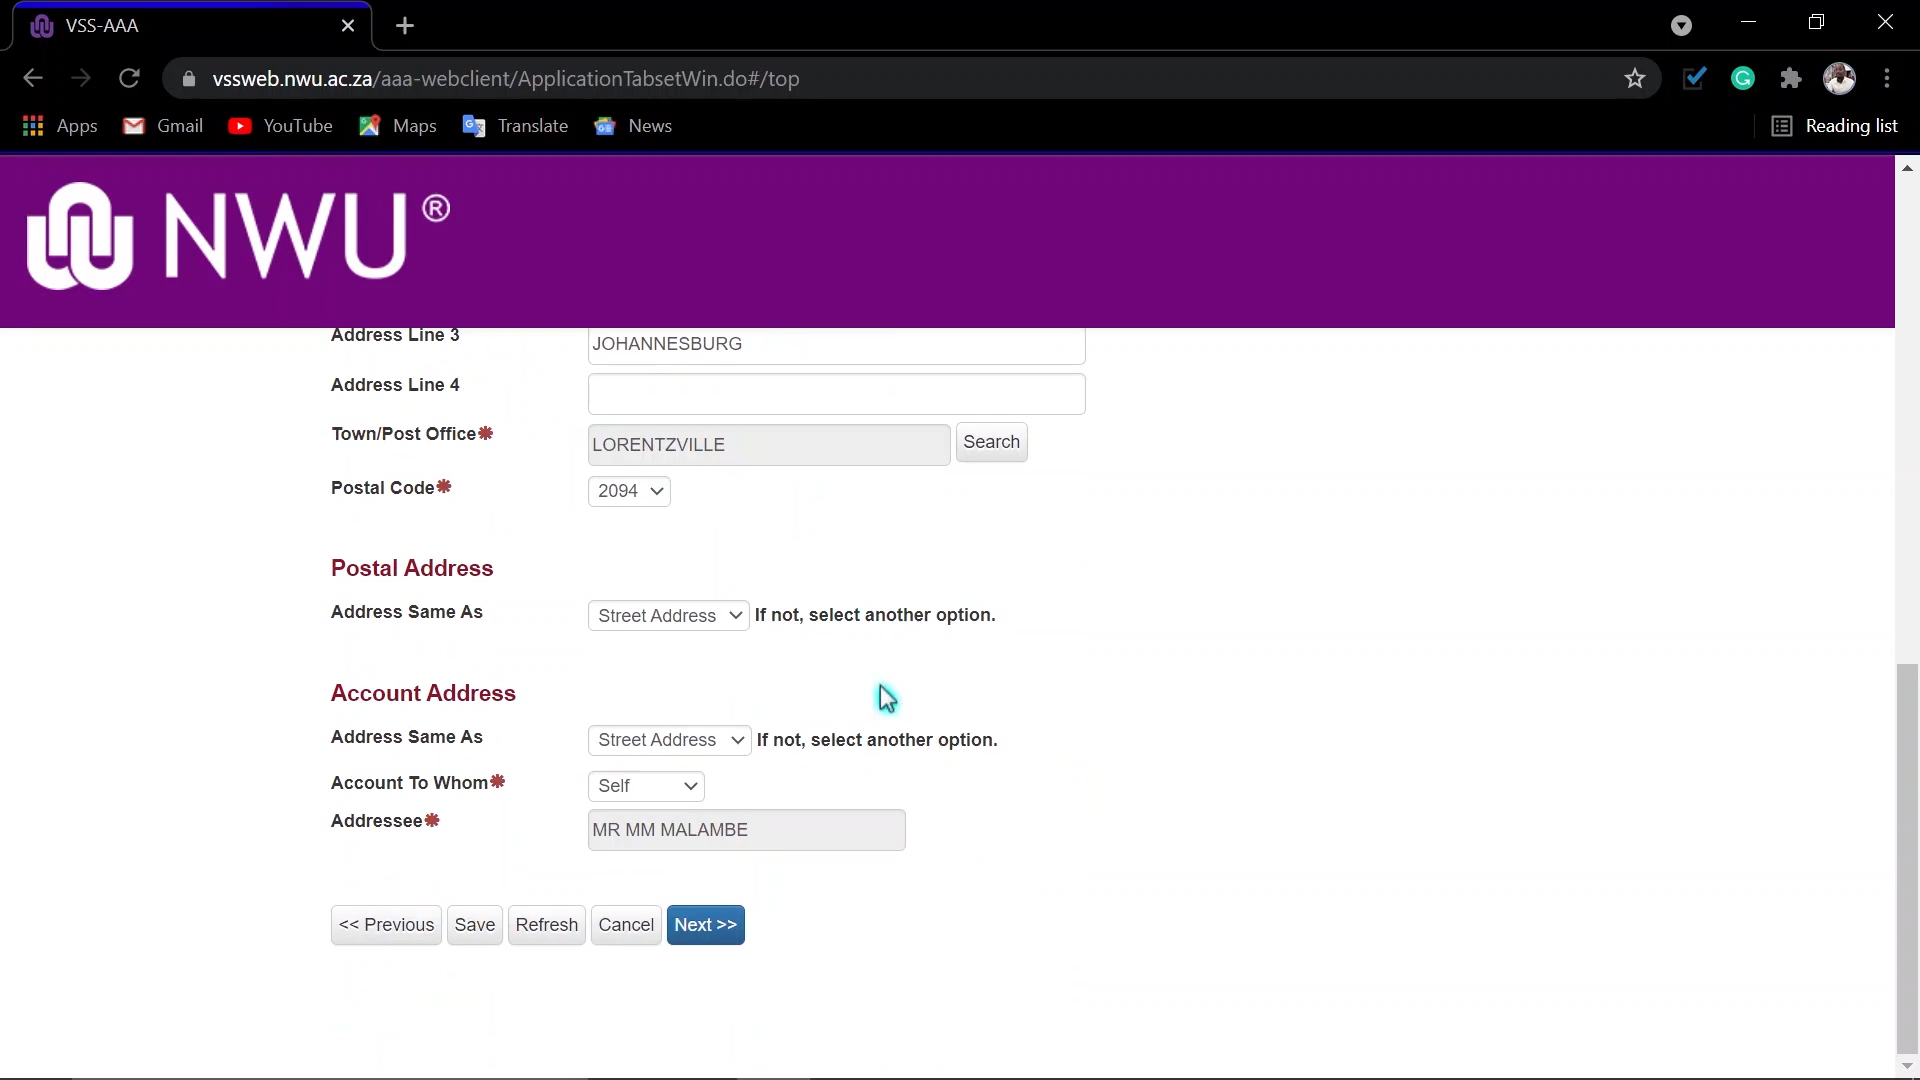 VSS-AAA
vssweb.nwu.ac.za/aaa-webclient/ApplicationTabsetWin.do#/top
Apps Gmail YouTube Maps Translate News Reading list
NWU®
Address Line 3 JOHANNESBURG
Address Line 4
Town/Post Office* LORENTZVILLE Search
Postal Code* 2094
Postal Address
Address Same As Street Address If not, select another option.
Account Address
Address Same As Street Address If not, select another option.
Account To Whom* Self
Addressee* MR MM MALAMBE
<< Previous Save Refresh Cancel Next >>